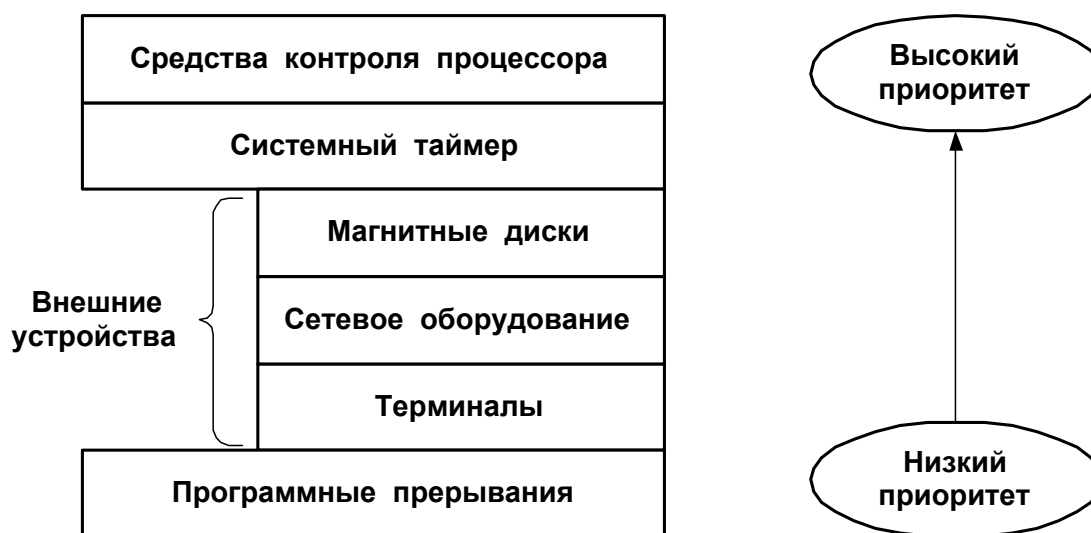 Средства контроля процессора
Системный таймер
Магнитные диски
Сетевое оборудование
Терминалы
Программные прерывания
Внешние
устройства
Высокий
приоритет
Низкий
приоритет